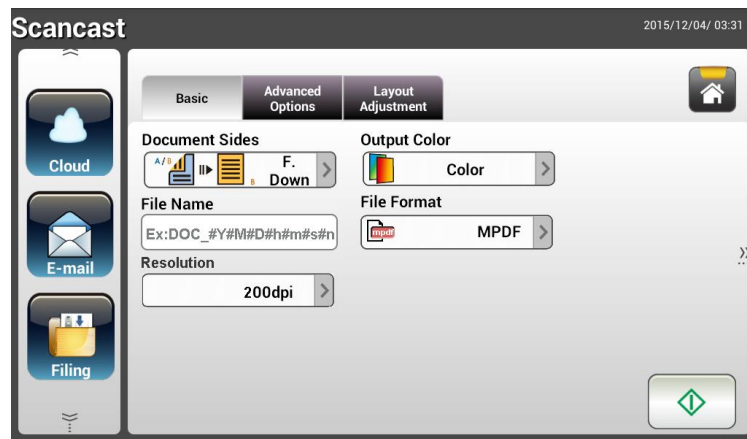 Scancast
2015/12/04/ 03:31
Cloud
E-mail
Filing
Basic
Advanced
Options
Layout
Adjustment
Document Sides
A/B
B
F.
Down
Output Color
Color
File Name
Ex:DOC_#Y#M#D#h#m#s#n
File Format
mpdf
MPDF
Resolution
200dpi